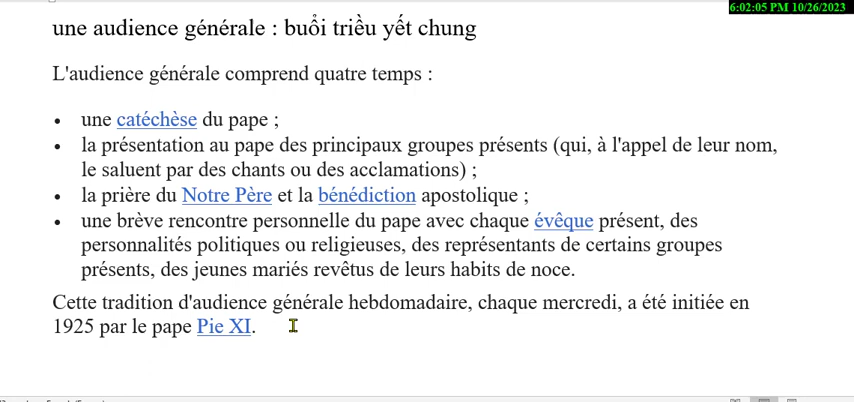 6:02:05 PM 10/26/2023
une audience générale : buổi triều yết chung
L'audience générale comprend quatre temps :
• une catéchèse du pape ;
• la présentation au pape des principaux groupes présents (qui, à l'appel de leur nom,
le saluent par des chants ou des acclamations) ;
• la prière du Notre Père et la bénédiction apostolique ;
• une brève rencontre personnelle du pape avec chaque évêque présent, des
personnalités politiques ou religieuses, des représentants de certains groupes
présents, des jeunes mariés revêtus de leurs habits de noce.
Cette tradition d'audience générale hebdomadaire, chaque mercredi, a été initiée en
1925 par le pape Pie XI.